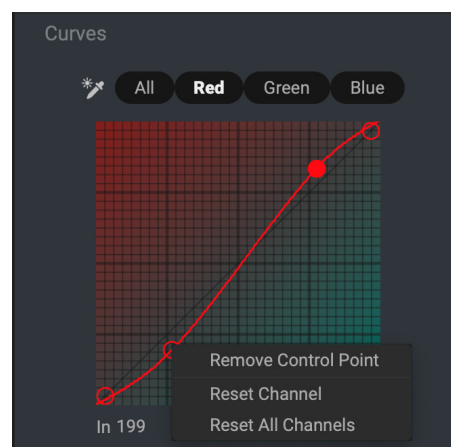 Curves
All Red Green Blue
Remove Control Point
Reset Channel
In 199
Reset All Channels